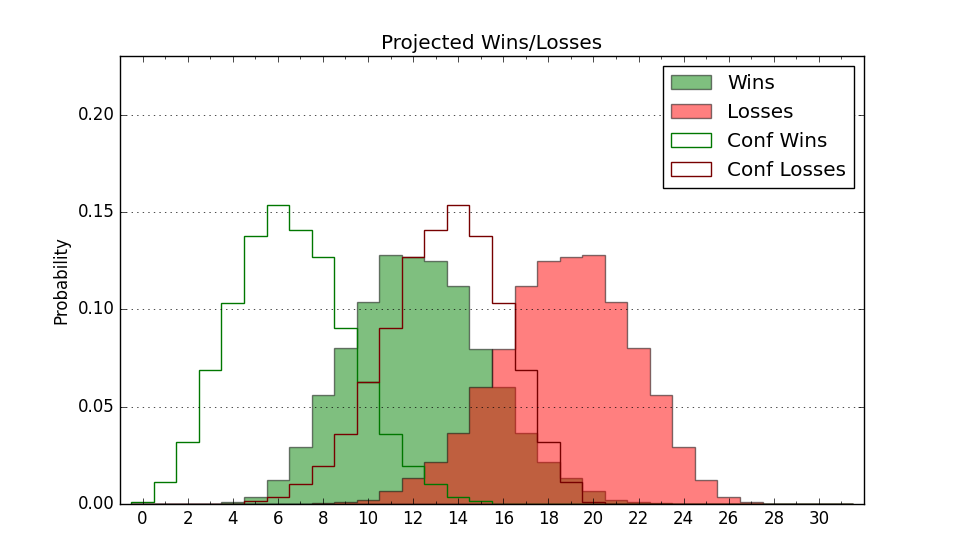 Projected Wins/Losses
Wins
Losses
Conf Wins
Conf Losses
Probability
0.20
0.15
0.10
0.05
0.00
0 2 4 6 8 10 12 14 16 18 20 22 24 26 28 30